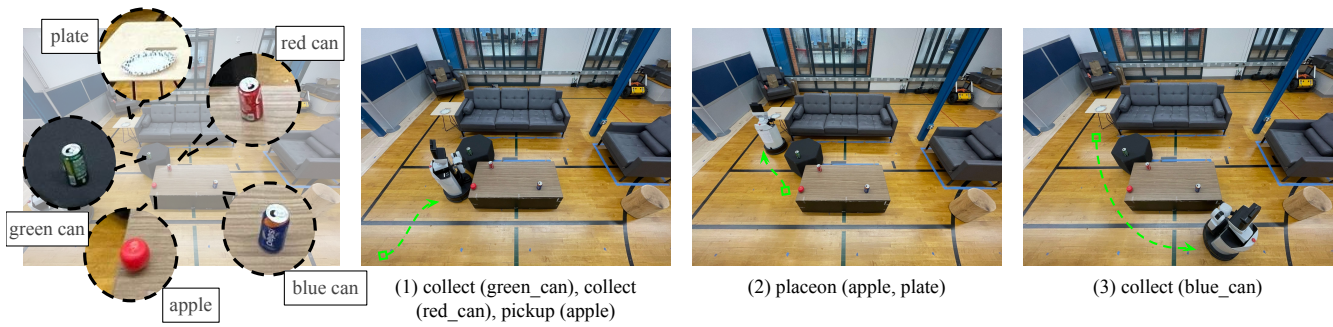 plate
red can
green can
apple
blue can
(1) collect (green_can), collect
(red_can), pickup (apple)
(2) placeon (apple, plate)
(3) collect (blue_can)